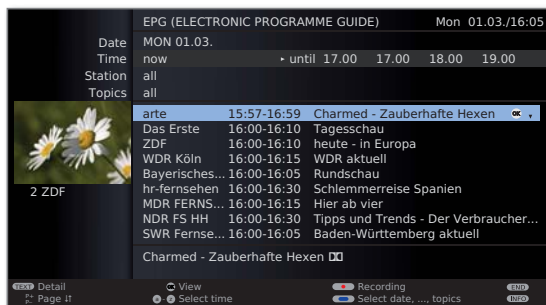 EPG (ELECTRONIC PROGRAMME GUIDE) Mon 01.03./16:05
Date MON 01.03.
Time now ▸ until 17.00 17.00 18.00 19.00
Station all
Topics all
arte 15:57-16:59 Charmed - Zauberhafte Hexen OK
Das Erste 16:00-16:10 Tagesschau
ZDF 16:00-16:10 heute - in Europa
WDR Köln 16:00-16:15 WDR aktuell
Bayerisches... 16:00-16:05 Rundschau
hr-fernsehen 16:00-16:30 Schlemmerreise Spanien
MDR FERNS... 16:00-16:15 Hier ab vier
NDR FS HH 16:00-16:30 Tipps und Trends - Der Verbraucher...
SWR Fernse... 16:00-16:05 Baden-Württemberg aktuell
2 ZDF
Charmed - Zauberhafte Hexen
TEXT Detail OK View Recording END
P+ P- Page Select time Select date, ..., topics INFO